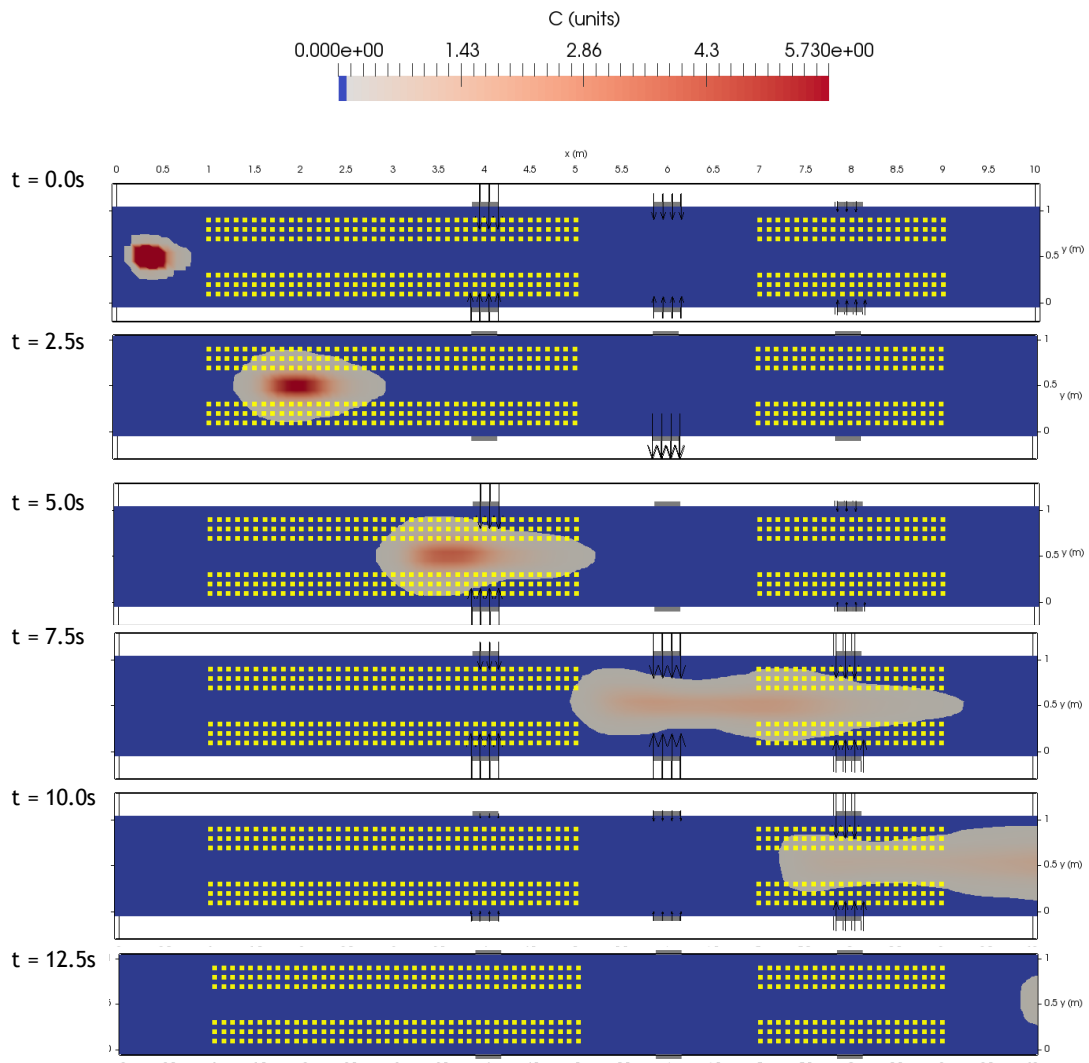 C (units)
0.000e+00 1.43 2.86 4.3 5.730e+00
x (m)
0 0.5 1 1.5 2 2.5 3 3.5 4 4.5 5 5.5 6 6.5 7 7.5 8 8.5 9 9.5 10
t = 0.0s
1
0.5 y (m)
0
t = 2.5s
1
0.5
y (m)
0
t = 5.0s
1
0.5 y (m)
0
t = 7.5s
1
0.5 y (m)
0
t = 10.0s
1
0.5 y (m)
0
t = 12.5s
1
0.5 y (m)
0